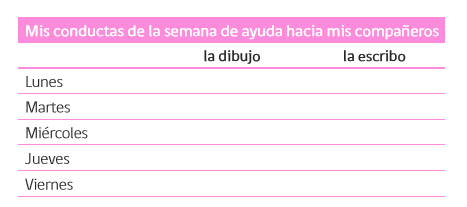 Mis conductas de la semana de ayuda hacia mis compañeros
la dibujo la escribo
Lunes
Martes
Miércoles
Jueves
Viernes